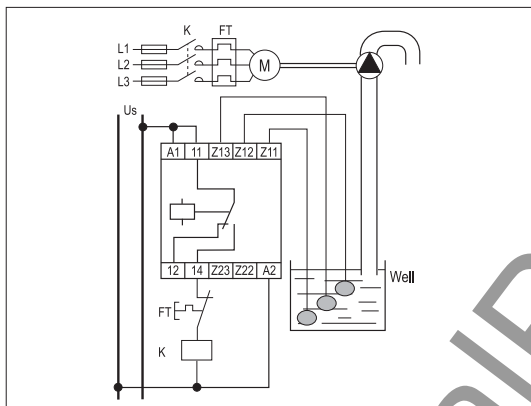 K FT
L1
L2
L3
M
Us
A1 11 Z13 Z12 Z11
12 14 Z23 Z22 A2
Well
FT
K